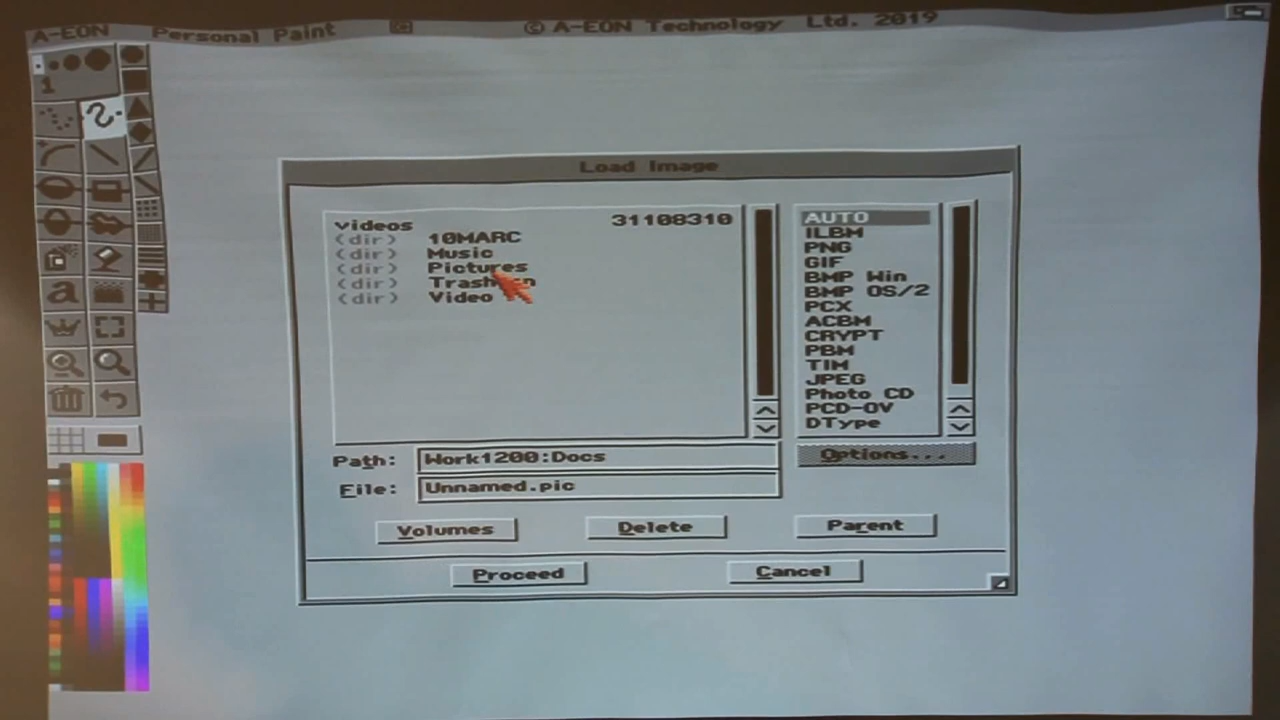 A-EON Personal Paint © A-EON Technology Ltd. 2019
1
a
Load Image
videos 31108310
(dir) 10MARC
(dir) Music
(dir) Pictures
(dir)
(dir) Video
AUTO
ILBM
PNG
GIF
BMP Win
BMP OS/2
PCX
ACBM
CRYPT
PBM
TIM
JPEG
Photo CD
PCD-OV
DType
Options...
Path: Work1200:Docs
File: Unnamed.pic
Volumes Delete Parent
Proceed Cancel